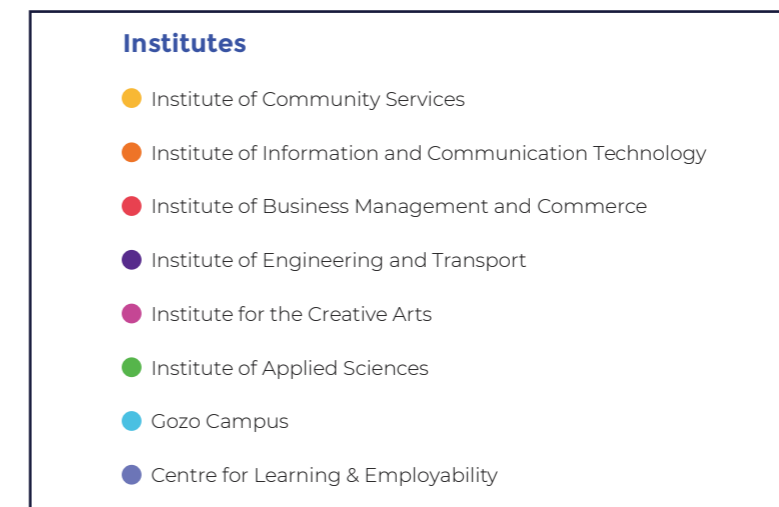 Institutes
Institute of Community Services
Institute of Information and Communication Technology
Institute of Business Management and Commerce
Institute of Engineering and Transport
Institute for the Creative Arts
Institute of Applied Sciences
Gozo Campus
Centre for Learning & Employability